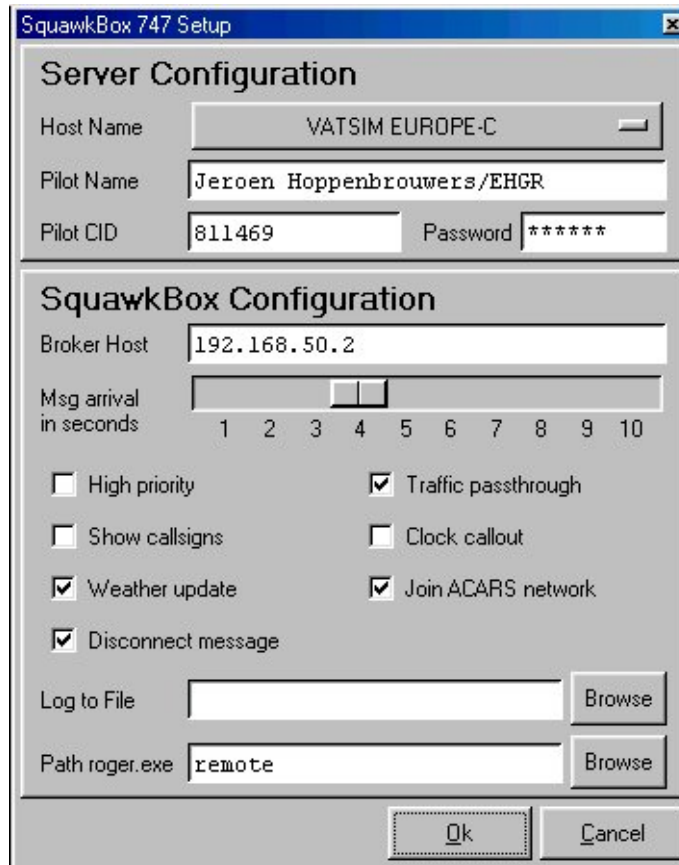 SquawkBox 747 Setup
Server Configuration
Host Name VATSIM EUROPE-C
Pilot Name Jeroen Hoppenbrouwers/EHGR
Pilot CID 811469 Password ******
SquawkBox Configuration
Broker Host 192.168.50.2
Msg arrival
in seconds
1 2 3 4 5 6 7 8 9 10
High priority Traffic passthrough
Show callsigns Clock callout
Weather update Join ACARS network
Disconnect message
Log to File Browse
Path roger.exe remote Browse
Ok Cancel